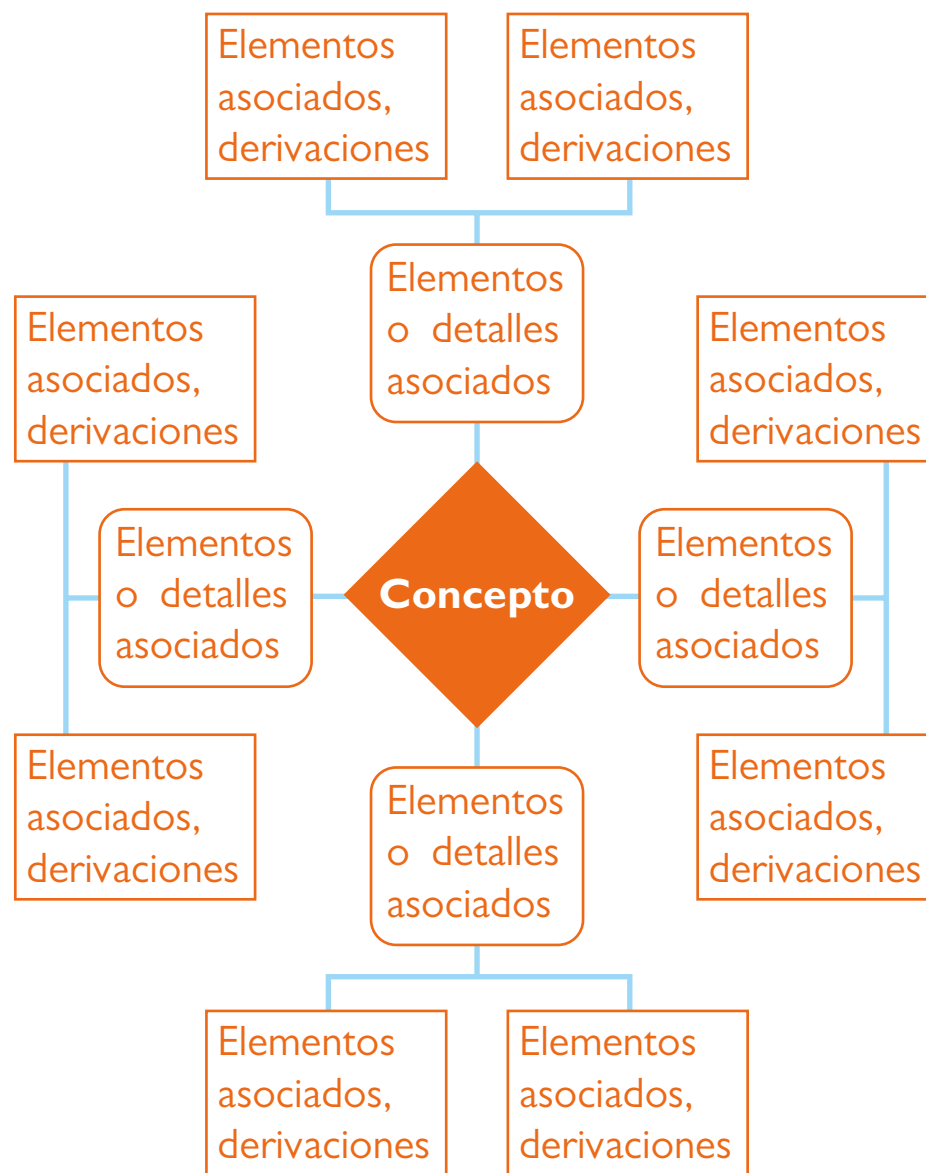 Elementos
asociados,
derivaciones
Elementos
asociados,
derivaciones
Elementos
o detalles
asociados
Elementos
asociados,
derivaciones
Elementos
asociados,
derivaciones
Elementos
o detalles
asociados
Concepto
Elementos
o detalles
asociados
Elementos
asociados,
derivaciones
Elementos
o detalles
asociados
Elementos
asociados,
derivaciones
Elementos
asociados,
derivaciones
Elementos
asociados,
derivaciones